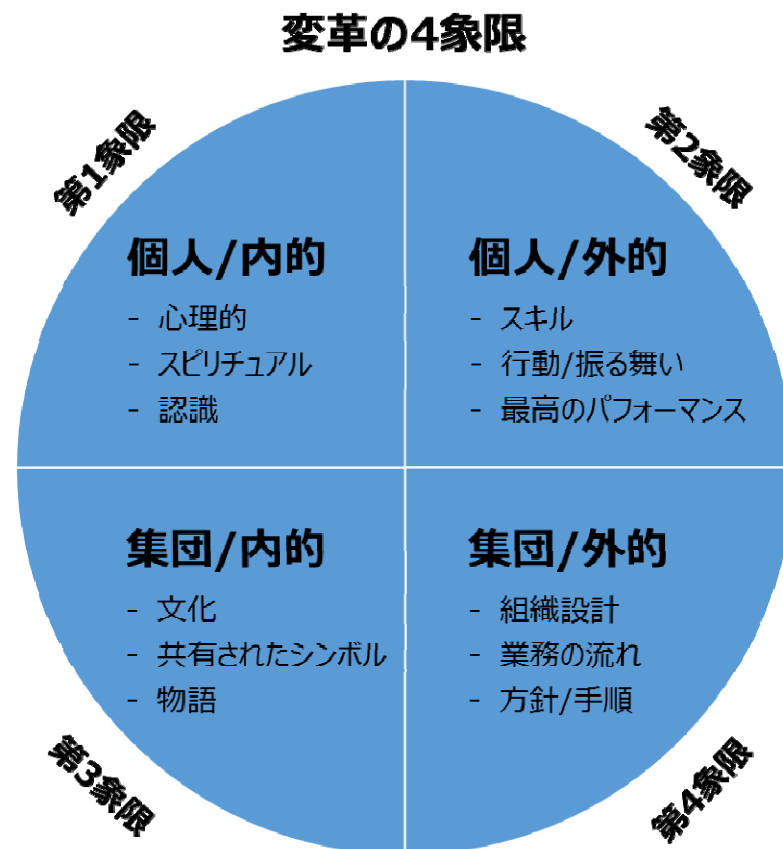 変革の4象限
第1象限
個人/内的
- 心理的
- スピリチュアル
- 認識
第2象限
個人/外的
- スキル
- 行動/振る舞い
- 最高のパフォーマンス
第3象限
集団/内的
- 文化
- 共有されたシンボル
- 物語
第4象限
集団/外的
- 組織設計
- 業務の流れ
- 方針/手順